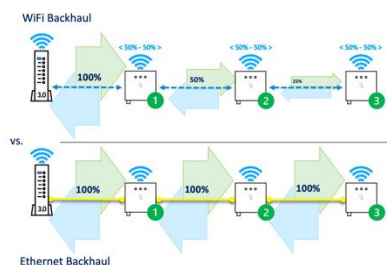 WiFi Backhaul
< 50% - 50% > < 50% - 50% > < 50% - 50% >
100% 50% 25%
3.0 1 2 3
vs.
100% 100% 100%
3.0 1 2 3
Ethernet Backhaul